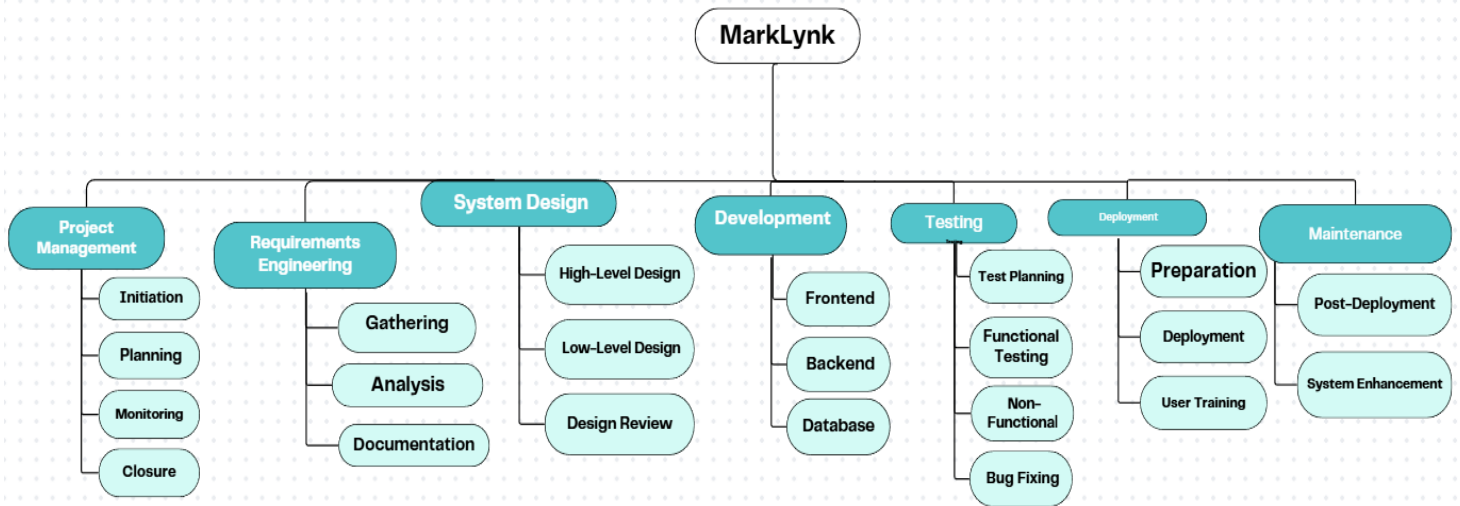 MarkLynk
Project
Management
Initiation
Planning
Monitoring
Closure
Requirements
Engineering
Gathering
Analysis
Documentation
System Design
High-Level Design
Low-Level Design
Design Review
Development
Frontend
Backend
Database
Testing
Test Planning
Functional
Testing
Non-
Functional
Bug Fixing
Deployment
Preparation
Deployment
User Training
Maintenance
Post-Deployment
System Enhancement